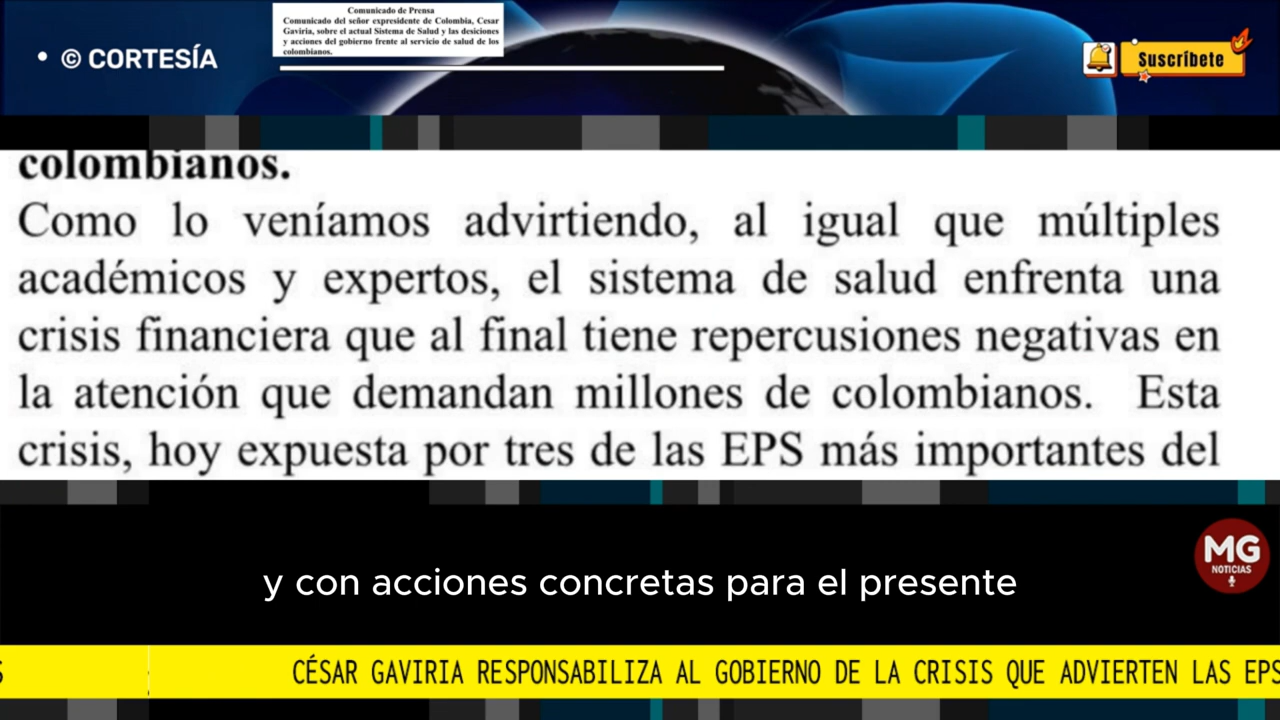 Comunicado de Prensa
Comunicado del señor expresidente de Colombia, Cesar
Gaviria, sobre el actual Sistema de Salud y las desiciones
y acciones del gobierno frente al servicio de salud de los
colombianos.
• © CORTESÍA
Suscríbete
colombianos.
Como lo veníamos advirtiendo, al igual que múltiples
académicos y expertos, el sistema de salud enfrenta una
crisis financiera que al final tiene repercusiones negativas en
la atención que demandan millones de colombianos. Esta
crisis, hoy expuesta por tres de las EPS más importantes del
MG
NOTICIAS
y con acciones concretas para el presente
CÉSAR GAVIRIA RESPONSABILIZA AL GOBIERNO DE LA CRISIS QUE ADVIERTEN LAS EPS